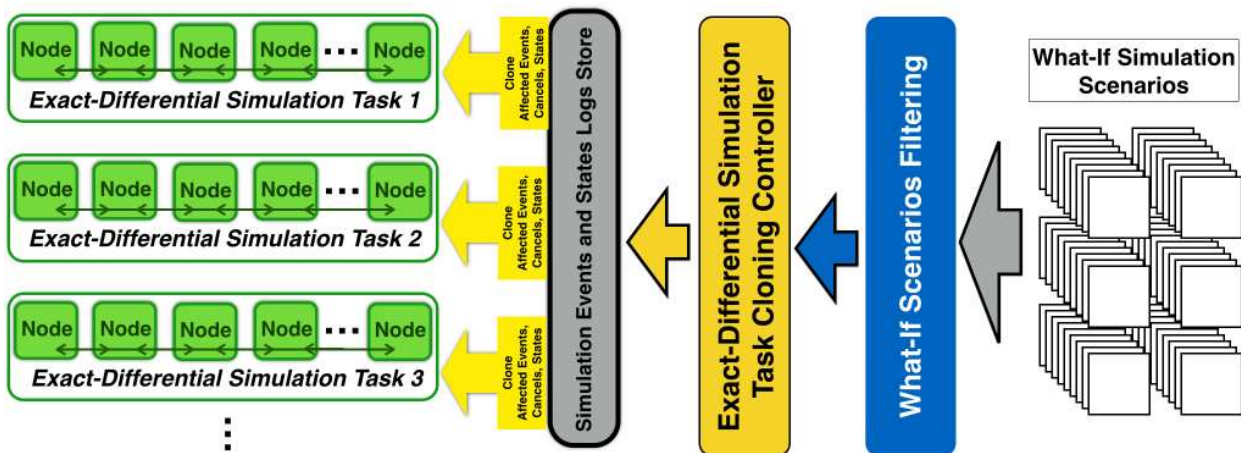 Node Node Node Node ••• Node
Exact-Differential Simulation Task 1
Node Node Node Node ••• Node
Exact-Differential Simulation Task 2
Node Node Node Node ••• Node
Exact-Differential Simulation Task 3
Clone
Affected Events,
Cancels, States
Clone
Affected Events,
Cancels, States
Clone
Affected Events,
Cancels, States
Simulation Events and States Logs Store
Exact-Differential Simulation
Task Cloning Controller
What-If Scenarios Filtering
What-If Simulation
Scenarios